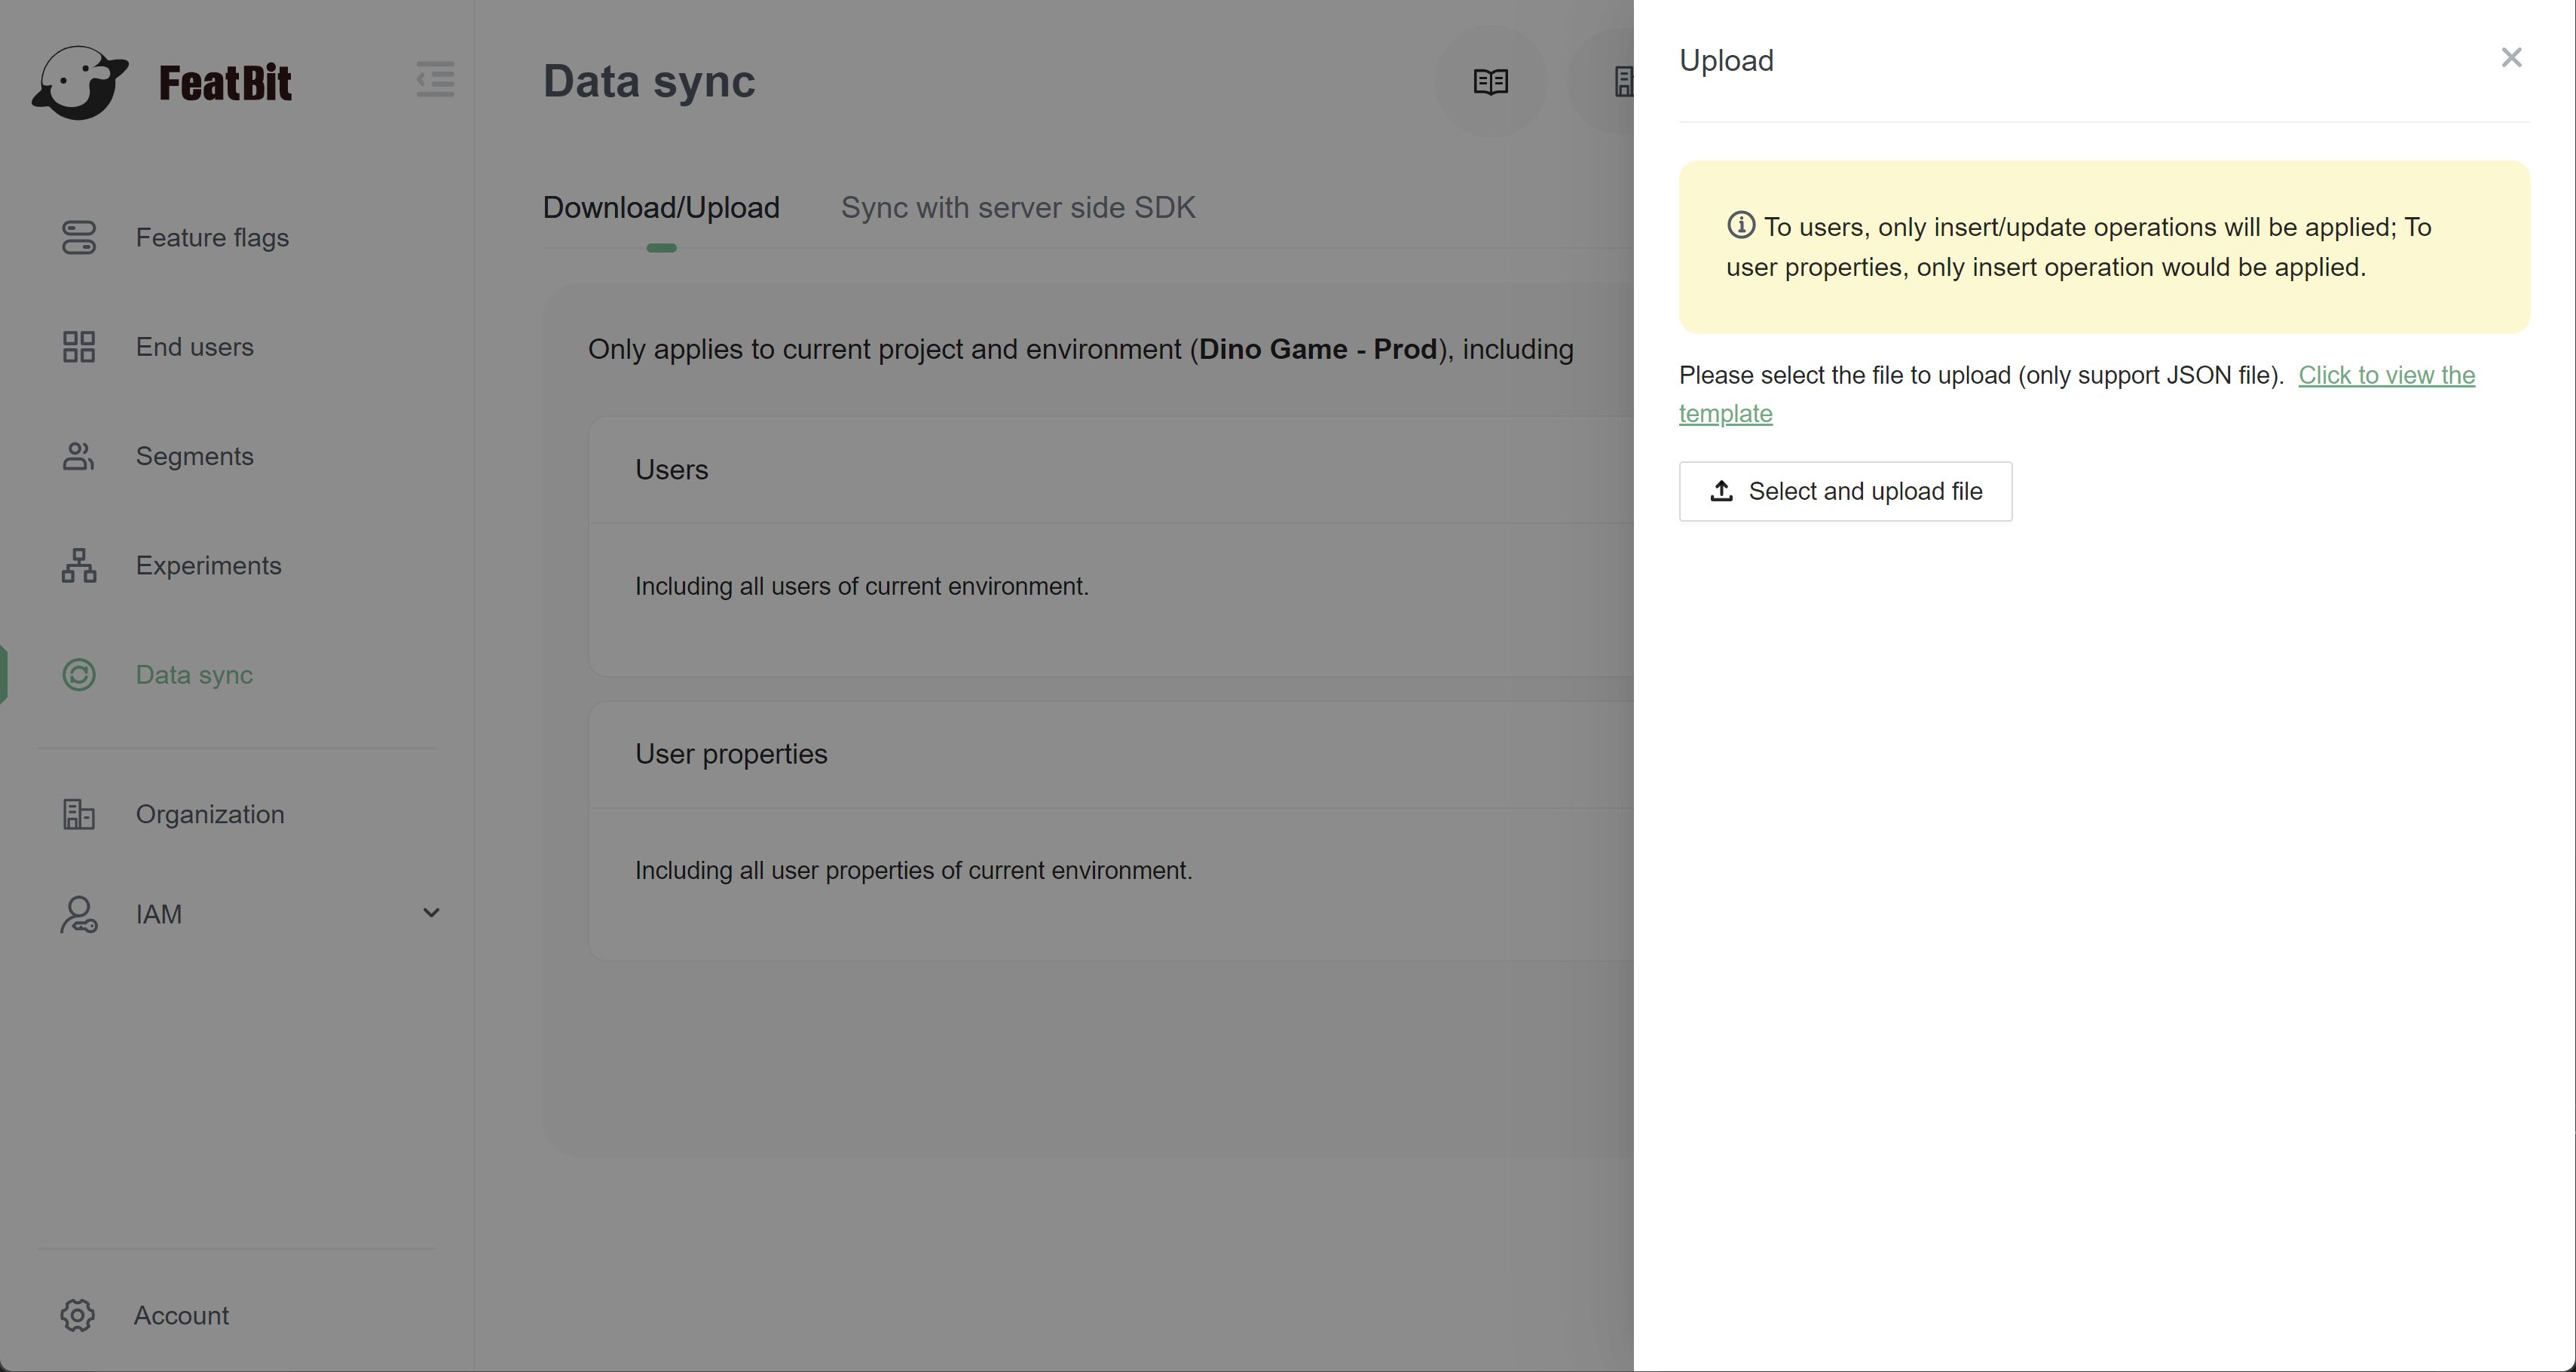 FeatBit
Feature flags
End users
Segments
Experiments
Data sync
Organization
IAM
Account
Data sync
Download/Upload
Sync with server side SDK
Only applies to current project and environment (Dino Game - Prod), including
Users
Including all users of current environment.
User properties
Including all user properties of current environment.
Upload
To users, only insert/update operations will be applied; To
user properties, only insert operation would be applied.
Please select the file to upload (only support JSON file). Click to view the
template
Select and upload file